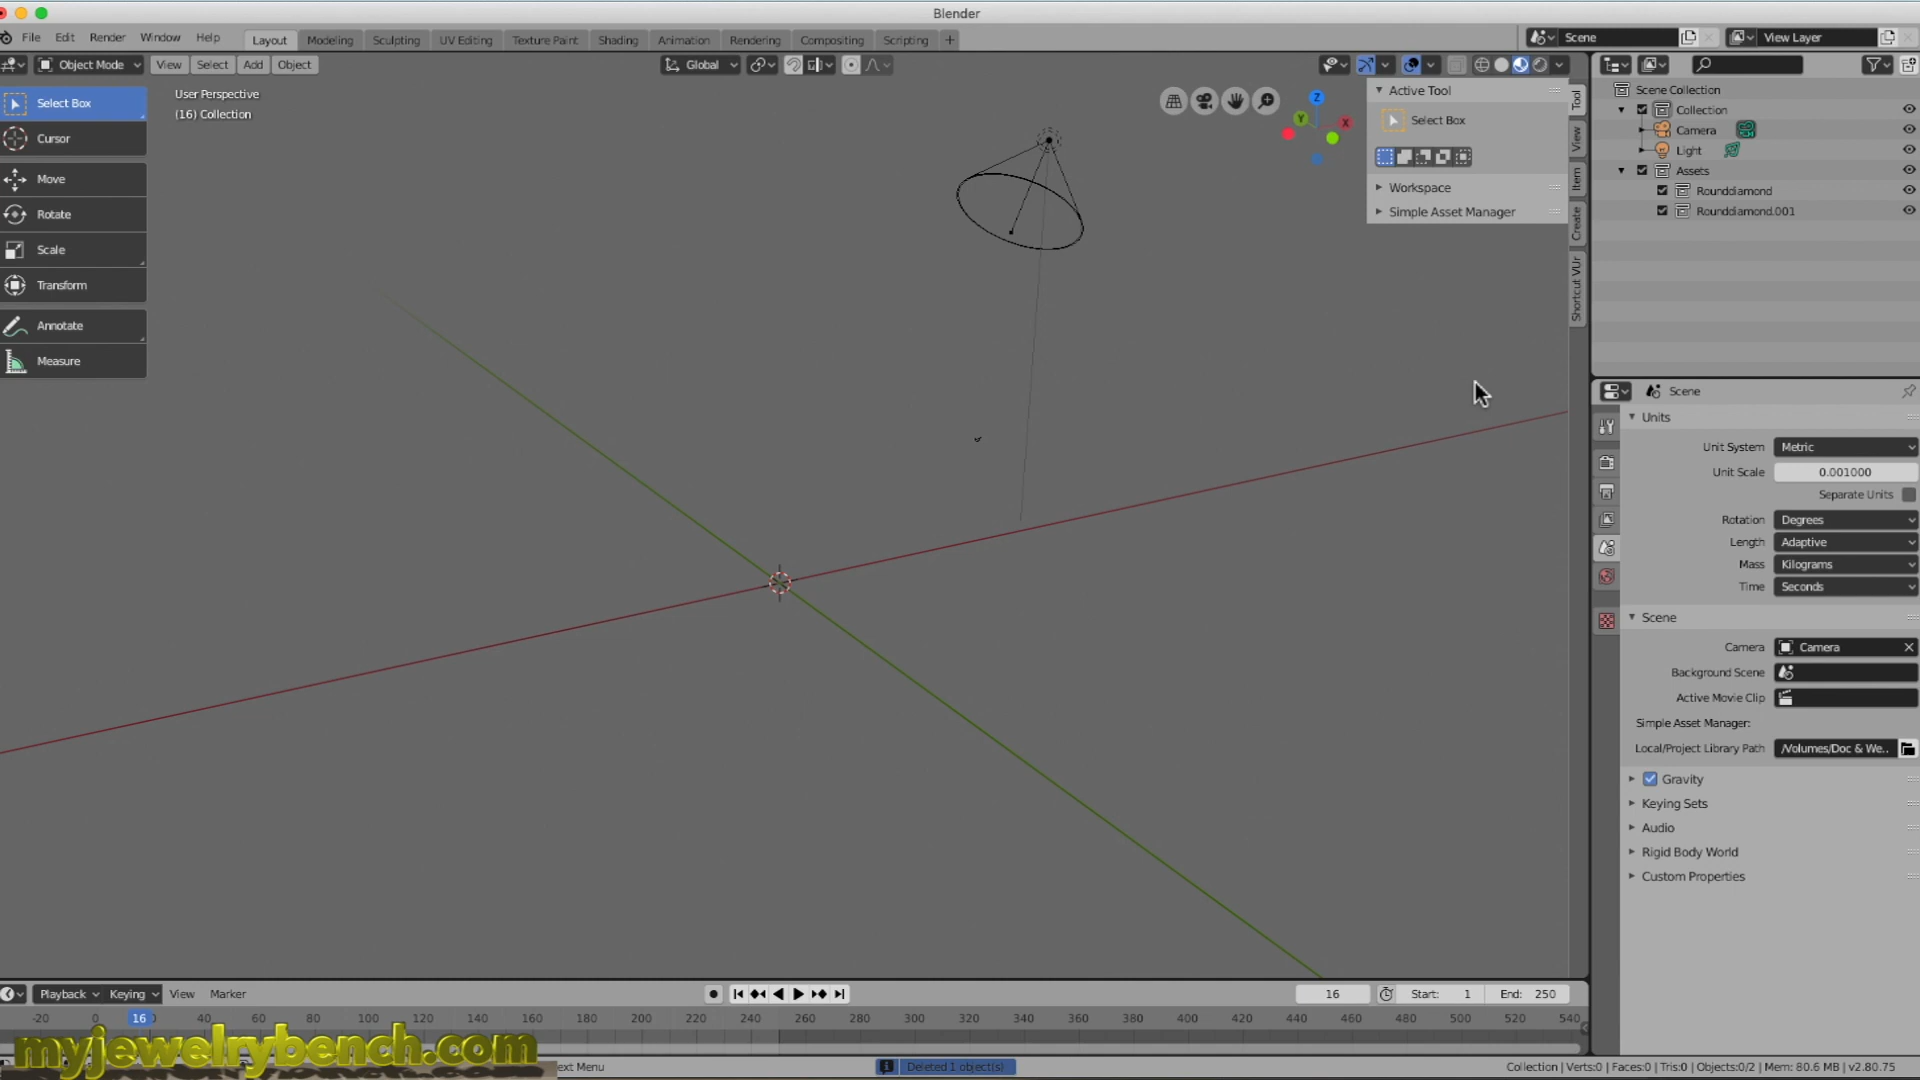 Blender
File Edit Render Window Help Layout Modeling Sculpting UV Editing Texture Paint Shading Animation Rendering Compositing Scripting + Scene View Layer
Object Mode View Select Add Object Global
User Perspective
(16) Collection
Select Box
Cursor
Move
Rotate
Scale
Transform
Annotate
Measure
Z
Y
X
Active Tool
Select Box
Workspace
Simple Asset Manager
Tool
View
Item
Create
Shortcut VUr
Scene Collection
Collection
Camera
Light
Assets
Rounddiamond
Rounddiamond.001
Scene
Units
Unit System Metric
Unit Scale 0.001000
Separate Units
Rotation Degrees
Length Adaptive
Mass Kilograms
Time Seconds
Scene
Camera Camera
Background Scene
Active Movie Clip
Simple Asset Manager:
Local/Project Library Path /Volumes/Doc & We..
Gravity
Keying Sets
Audio
Rigid Body World
Custom Properties
Playback Keying View Marker 16 Start: 1 End: 250
-20 0 16 40 60 80 100 120 140 160 180 200 220 240 260 280 300 320 340 360 380 400 420 440 460 480 500 520 540
myjewelrybench.com
ext Menu Deleted 1 object(s) Collection | Verts:0 | Faces:0 | Tris:0 | Objects:0/2 | Mem: 80.6 MB | v2.80.75